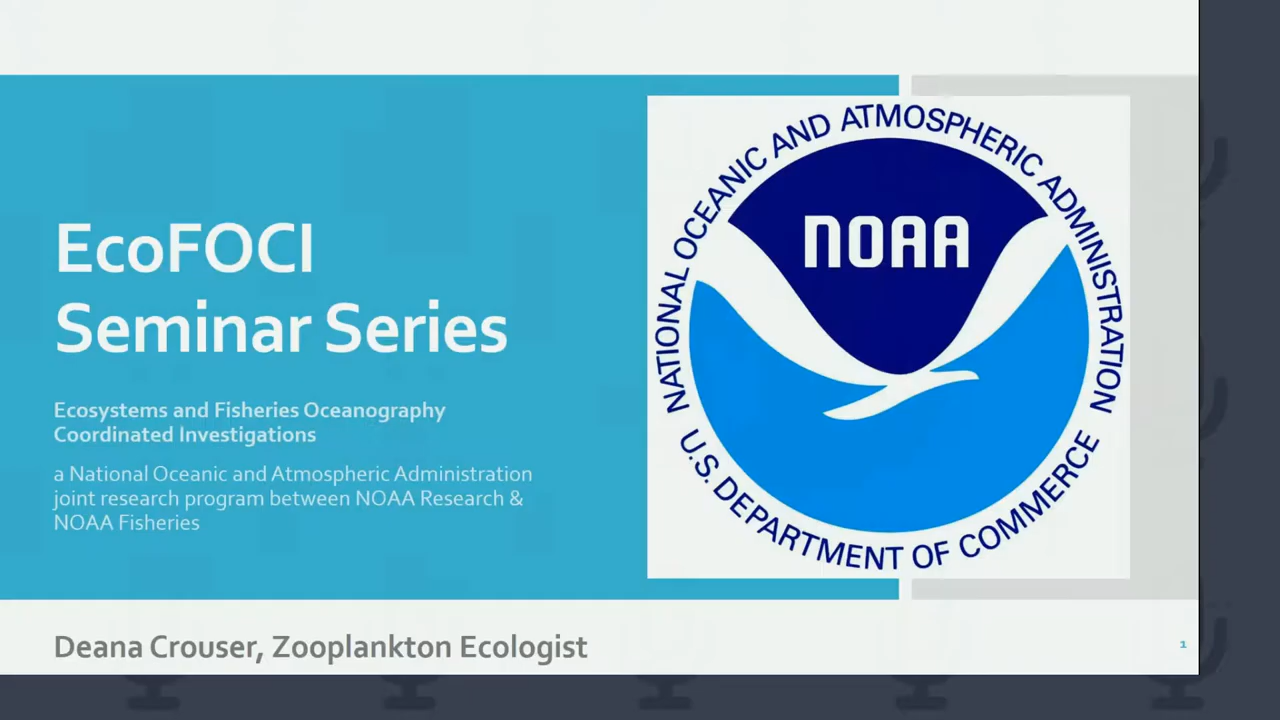 EcoFOCI
Seminar Series
Ecosystems and Fisheries Oceanography
Coordinated Investigations
a National Oceanic and Atmospheric Administration
joint research program between NOAA Research &
NOAA Fisheries
NATIONAL OCEANIC AND ATMOSPHERIC ADMINISTRATION
NOAA
U.S. DEPARTMENT OF COMMERCE
Deana Crouser, Zooplankton Ecologist
1